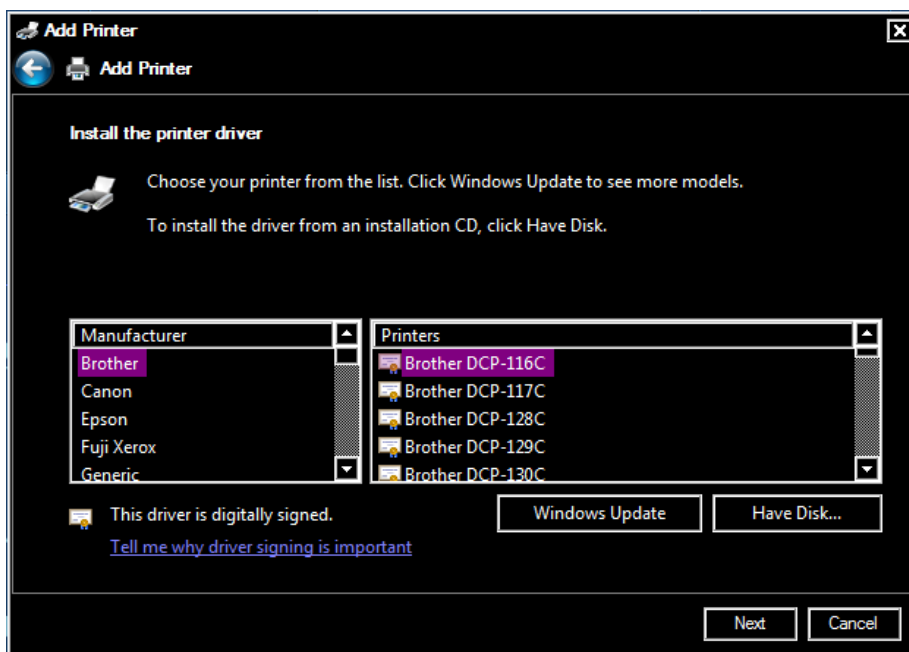 Add Printer
Add Printer
Install the printer driver
Choose your printer from the list. Click Windows Update to see more models.
To install the driver from an installation CD, click Have Disk.
Manufacturer
Brother
Canon
Epson
Fuji Xerox
Generic
Printers
Brother DCP-116C
Brother DCP-117C
Brother DCP-128C
Brother DCP-129C
Brother DCP-130C
This driver is digitally signed.
Tell me why driver signing is important
Windows Update
Have Disk...
Next
Cancel